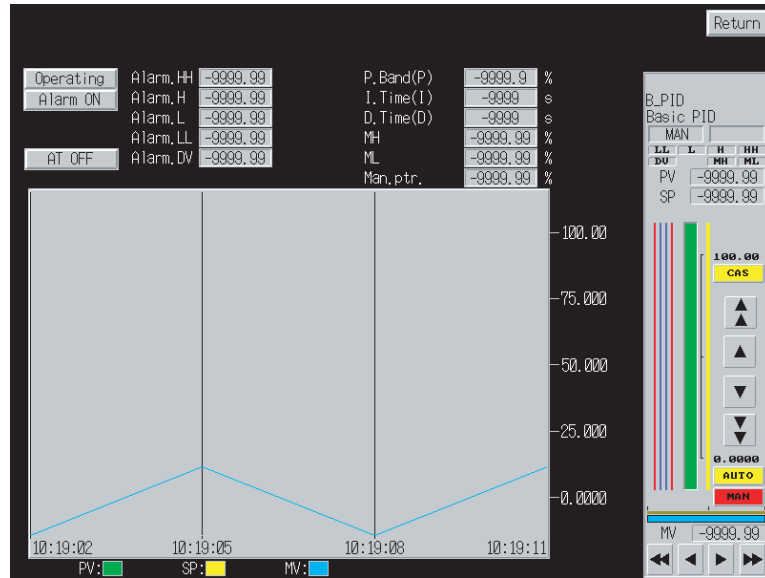 Return
Operating Alarm.HH -9999.99 P.Band(P) -9999.9 %
Alarm ON Alarm.H -9999.99 I.Time(I) -9999 s
Alarm.L -9999.99 D.Time(D) -9999 s
Alarm.LL -9999.99 MH -9999.99 %
AT OFF Alarm.DV -9999.99 ML -9999.99 %
Man.ptr. -9999.99 %
100.00
75.000
50.000
25.000
0.0000
10:19:02 10:19:05 10:19:08 10:19:11
PV: SP: MV:
B_PID
Basic PID
MAN
LL L H HH
DV MH ML
PV -9999.99
SP -9999.99
100.00
CAS
0.0000
AUTO
MAN
MV -9999.99